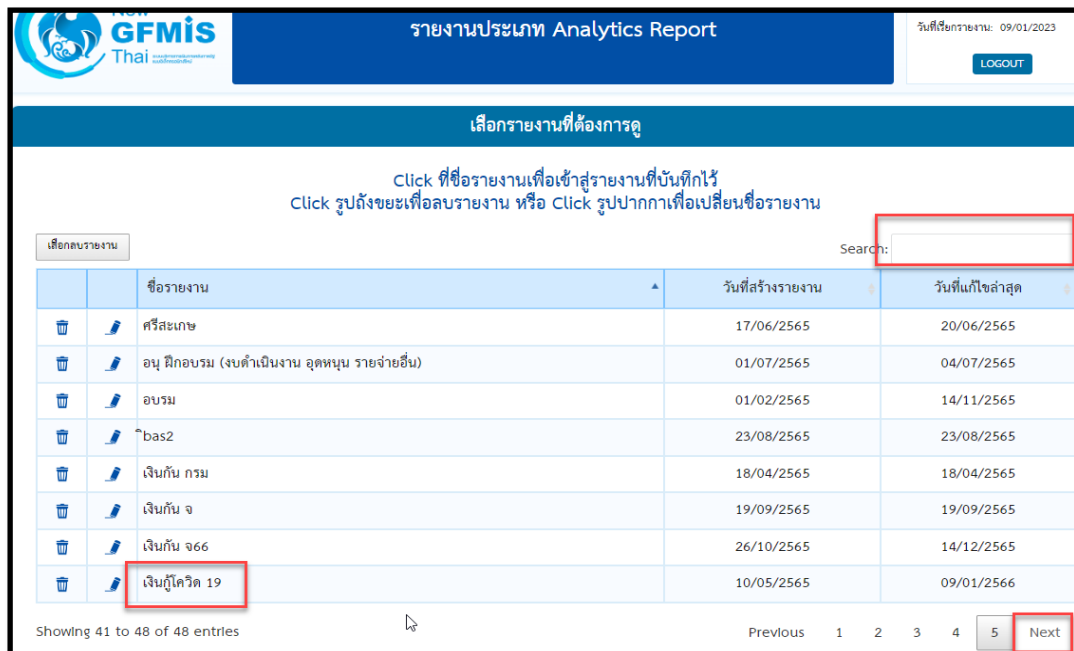 GFMIS
Thai
รายงานประเภท Analytics Report
วันที่เรียกรายงาน: 09/01/2023
LOGOUT
เลือกรายงานที่ต้องการดู
Click ที่ชื่อรายงานเพื่อเข้าสู่รายงานที่บันทึกไว้
Click รูปถังขยะเพื่อลบรายงาน หรือ Click รูปปากกาเพื่อเปลี่ยนชื่อรายงาน
เลือกลบรายงาน
Search:
ชื่อรายงาน วันที่สร้างรายงาน วันที่แก้ไขล่าสุด
ศรีสะเกษ 17/06/2565 20/06/2565
อนุ ฝึกอบรม (งบดำเนินงาน อุดหนุน รายจ่ายอื่น) 01/07/2565 04/07/2565
อบรม 01/02/2565 14/11/2565
ิbas2 23/08/2565 23/08/2565
เงินกัน กรม 18/04/2565 18/04/2565
เงินกัน จ 19/09/2565 19/09/2565
เงินกัน จ66 26/10/2565 14/12/2565
เงินกู้โควิด 19 10/05/2565 09/01/2566
Showing 41 to 48 of 48 entries
Previous 1 2 3 4 5 Next